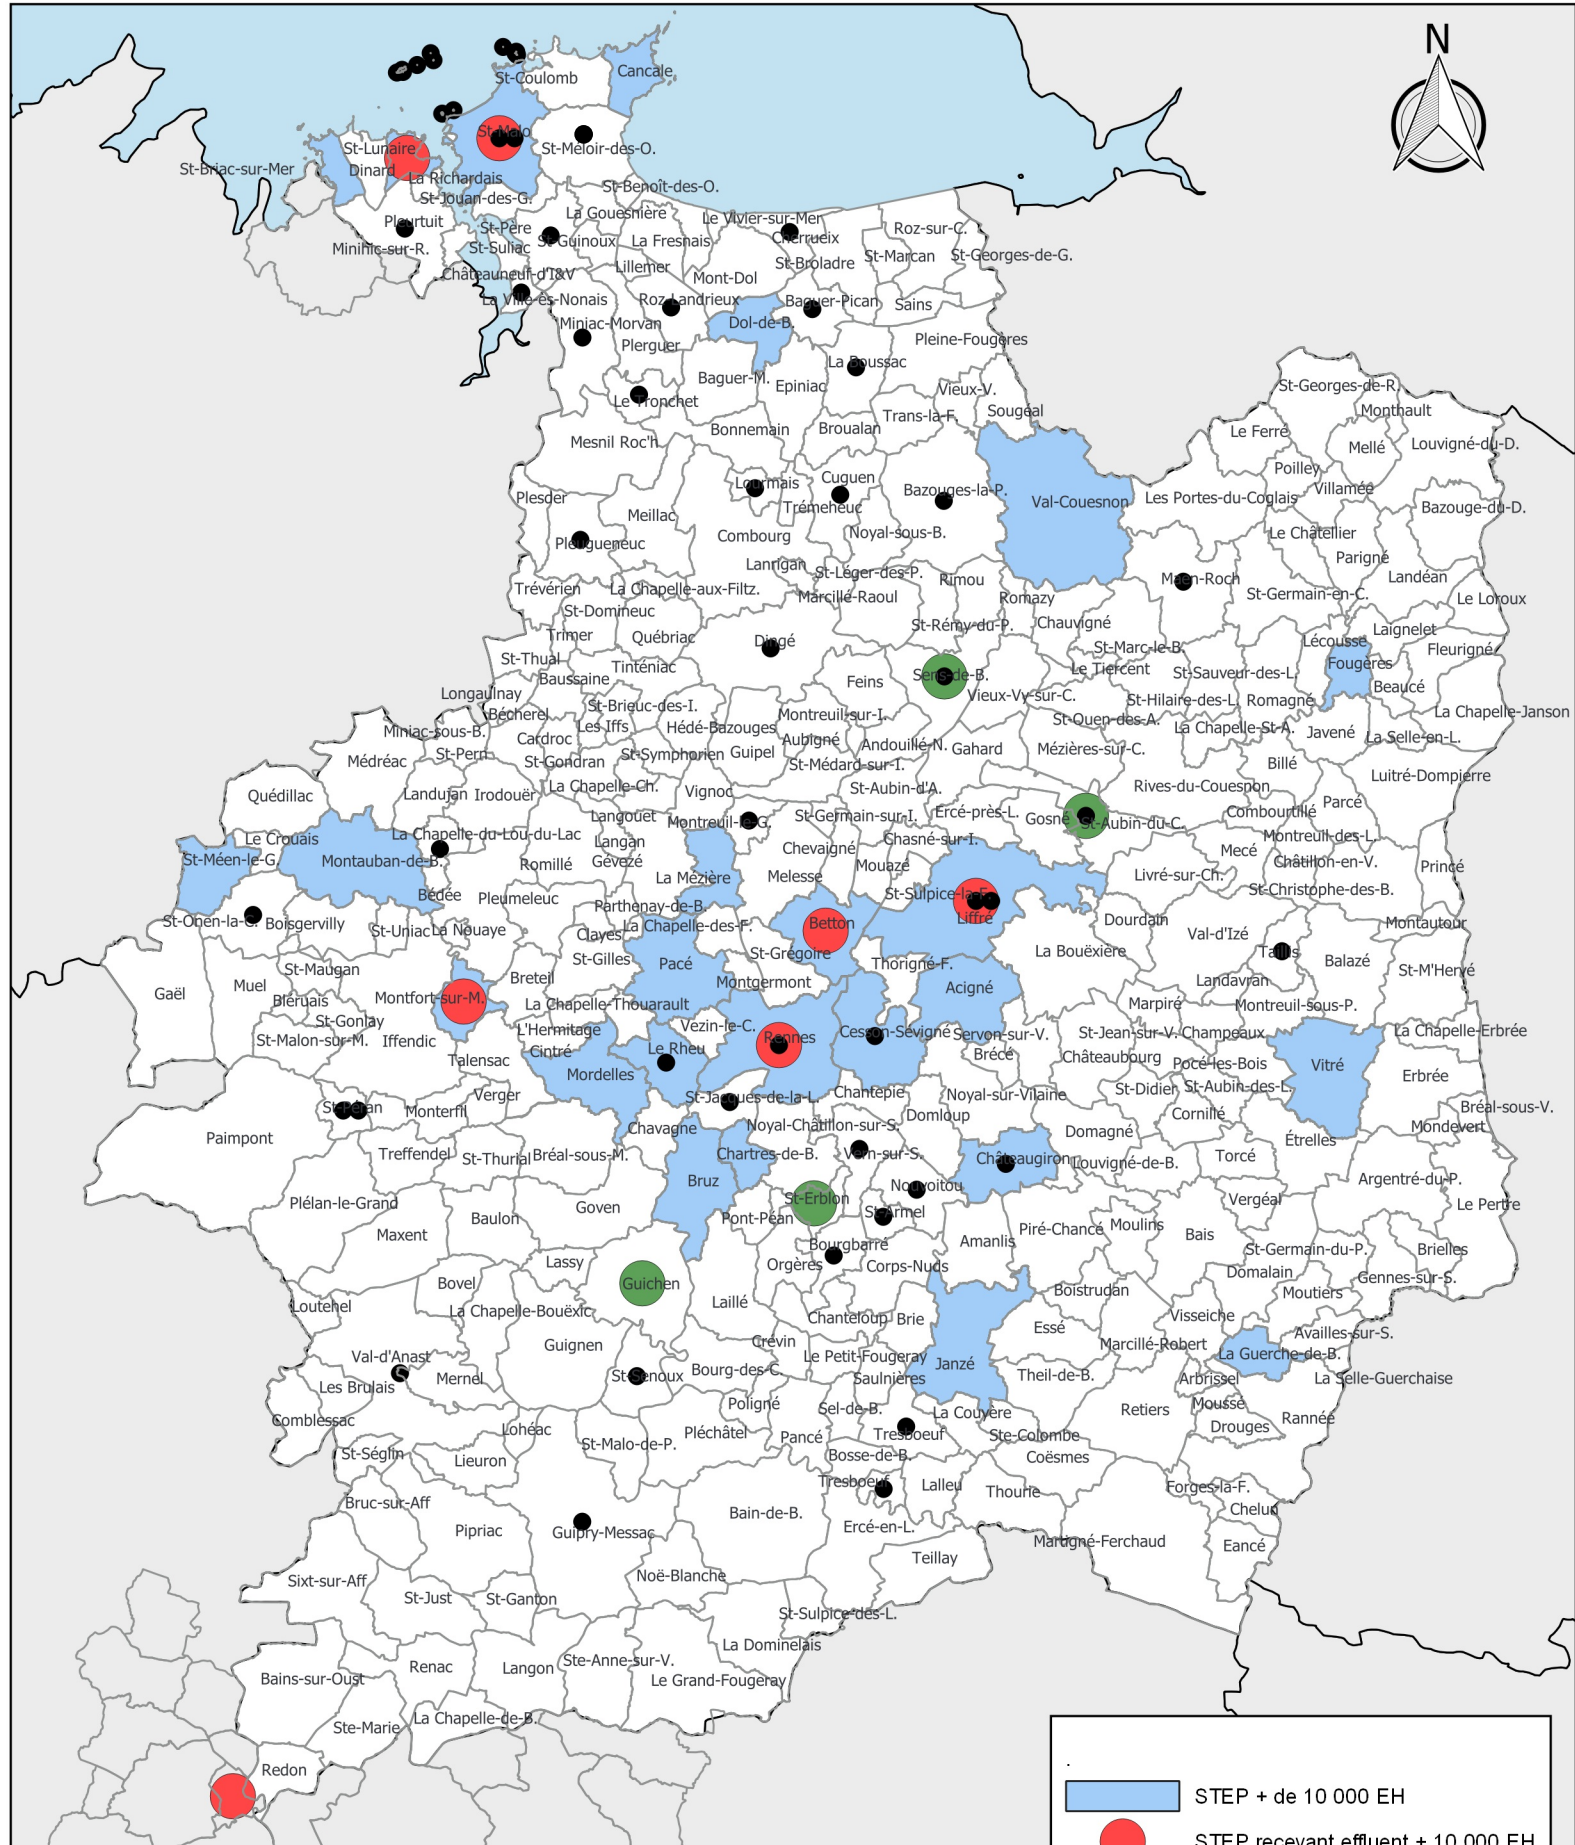 N
Cancale
St-Coulomb
St-Malo
St-Lunaire
St-Méloir-des-O.
St-Briac-sur-Mer
Dinard
La Richardais
St-Benoît-des-O.
St-Jouan-des-G.
La Gouesnière
Le Vivier-sur-Mer
Pleurtuit
St-Père
Roz-sur-C.
Cherrueix
Minihic-sur-R.
St-Suliac
St-Guinoux
La Fresnais
St-Marcan
St-Georges-de-G.
Lillemer
St-Broladre
Châteauneuf-d'I&V
Mont-Dol
La Ville-ès-Nonais
Roz-Landrieux
Baguer-Pican
Sains
Miniac-Morvan
Dol-de-B.
Plerguer
Pleine-Fougères
La Boussac
Baguer-M.
Epiniac
St-Georges-de-R.
Vieux-V.
Le Tronchet
Trans-la-F.
Sougéal
Monthault
Bonnemain
Broualan
Le Ferré
Mesnil Roc'h
Mellé
Louvigné-du-D.
Poilley
Lourmais
Cuguen
Bazouges-la-P.
Villamée
Plesder
Trémeheuc
Val-Couesnon
Les Portes-du-Coglais
Bazouge-du-D.
Meillac
Combourg
Noyal-sous-B.
Le Châtellier
Pleugueneuc
Parigné
Lanrigan
St-Léger-des-P.
Rimou
Maen-Roch
Landéan
Trévérien
La Chapelle-aux-Filtz.
Marcillé-Raoul
Romazy
St-Germain-en-C.
Le Loroux
St-Domineuc
St-Rémy-du-P.
Chauvigné
Laignelet
Trimer
Québriac
Dingé
St-Marc-le-B.
Lécousse
Fleurigné
St-Thual
Tinténiac
Le Tiercent
St-Sauveur-des-L.
Fougères
Baussaine
Feins
Sens-de-B.
Beaucé
Longaulnay
Vieux-Vy-sur-C.
St-Hilaire-des-L.
Romagné
Bécherel
St-Brieuc-des-I.
Montreuil-sur-I.
St-Ouen-des-A.
La Chapelle-Janson
Miniac-sous-B.
Les Iffs
Hédé-Bazouges
La Chapelle-St-A.
Javené
La Selle-en-L.
Cardroc
Aubigné
Andouillé-N.
Gahard
Mézières-sur-C.
St-Pern
St-Gondran
St-Symphorien
Guipel
St-Médard-sur-I.
Billé
Médréac
Luitré-Dompierre
La Chapelle-Ch.
Vignoc
St-Aubin-d'A.
Rives-du-Couesnon
Quédillac
Landujan
Irodouër
Parcé
Langouet
Montreuil-le-G.
St-Germain-sur-I.
Ercé-près-L.
Gosné
St-Aubin-du-C.
Combourtillé
Le Crouais
La Chapelle-du-Lou-du-Lac
Langan
Chasné-sur-I.
Montreuil-des-L.
St-Méen-le-G.
Montauban-de-B.
Romillé
Gévezé
Chevaigné
Mouazé
Mecé
Châtillon-en-V.
Princé
La Mézière
Melesse
Livré-sur-Ch.
Bédée
Pleumeleuc
St-Sulpice-la-F.
St-Christophe-des-B.
Parthenay-de-B.
Liffré
St-Onen-la-C.
Boisgervilly
St-Uniac
La Nouaye
Clayes
La Chapelle-des-F.
Betton
Dourdain
Val-d'Izé
Montautour
St-Gilles
St-Grégoire
La Bouëxière
Taillis
Balazé
St-Maugan
Breteil
Pacé
Thorigné-F.
St-M'Hervé
Gaël
Muel
Montgermont
Acigné
Landavran
Bléruais
Montfort-sur-M.
La Chapelle-Thouarault
Marpiré
Montreuil-sous-P.
St-Gonlay
L'Hermitage
Vezin-le-C.
Rennes
Cesson-Sévigné
Servon-sur-V.
St-Jean-sur-V.
Champeaux
La Chapelle-Erbrée
St-Malon-sur-M.
Iffendic
Cintré
Le Rheu
Brécé
Châteaubourg
Pocé-les-Bois
Vitré
Talensac
Mordelles
Erbrée
Verger
St-Jacques-de-la-L.
Chantepie
Noyal-sur-Vilaine
St-Didier
St-Aubin-des-L.
St-Péran
Monterfil
Domloup
Cornillé
Bréal-sous-V.
Chavagne
Noyal-Châtillon-sur-S.
Domagné
Mondevert
Paimpont
Étrelles
Treffendel
St-Thurial
Bréal-sous-M.
Chartres-de-B.
Vern-sur-S.
Châteaugiron
Louvigné-de-B.
Torcé
Bruz
Nouvoitou
Argentré-du-P.
Plélan-le-Grand
Goven
St-Erblon
Vergéal
Le Pertre
Baulon
Pont-Péan
St-Armel
Piré-Chancé
Moulins
Maxent
Bourgbarré
Amanlis
Bais
St-Germain-du-P.
Brielles
Lassy
Orgères
Corps-Nuds
Domalain
Gennes-sur-S.
Bovel
Guichen
Boistrudan
Moutiers
Loutehel
La Chapelle-Bouëxic
Laillé
Chanteloup
Brie
Visseiche
Essé
Guignen
Crévin
Marcillé-Robert
Availles-sur-S.
Val-d'Anast
Le Petit-Fougeray
Janzé
La Guerche-de-B.
Les Brulais
Mernel
St-Senoux
Bourg-des-C.
Saulnières
Theil-de-B.
Arbrissel
La Selle-Guerchaise
Poligné
Sel-de-B.
La Couyère
Retiers
Moussé
Comblessac
Lohéac
Pléchâtel
Tresboeuf
Ste-Colombe
Drouges
Rannée
St-Malo-de-P.
Pancé
St-Séglin
Lieuron
Bosse-de-B.
Coësmes
Tresboeuf
Lalleu
Thourie
Forges-la-F.
Bruc-sur-Aff
Bain-de-B.
Chelun
Pipriac
Guipry-Messac
Ercé-en-L.
Martigné-Ferchaud
Eancé
Teillay
Sixt-sur-Aff
Noë-Blanche
St-Just
St-Ganton
St-Sulpice-des-L.
La Dominelais
Renac
Langon
Ste-Anne-sur-V.
Bains-sur-Oust
Le Grand-Fougeray
La Chapelle-de-B.
Ste-Marie
Redon
.
STEP + de 10 000 EH
STEP recevant effluent + 10 000 EH